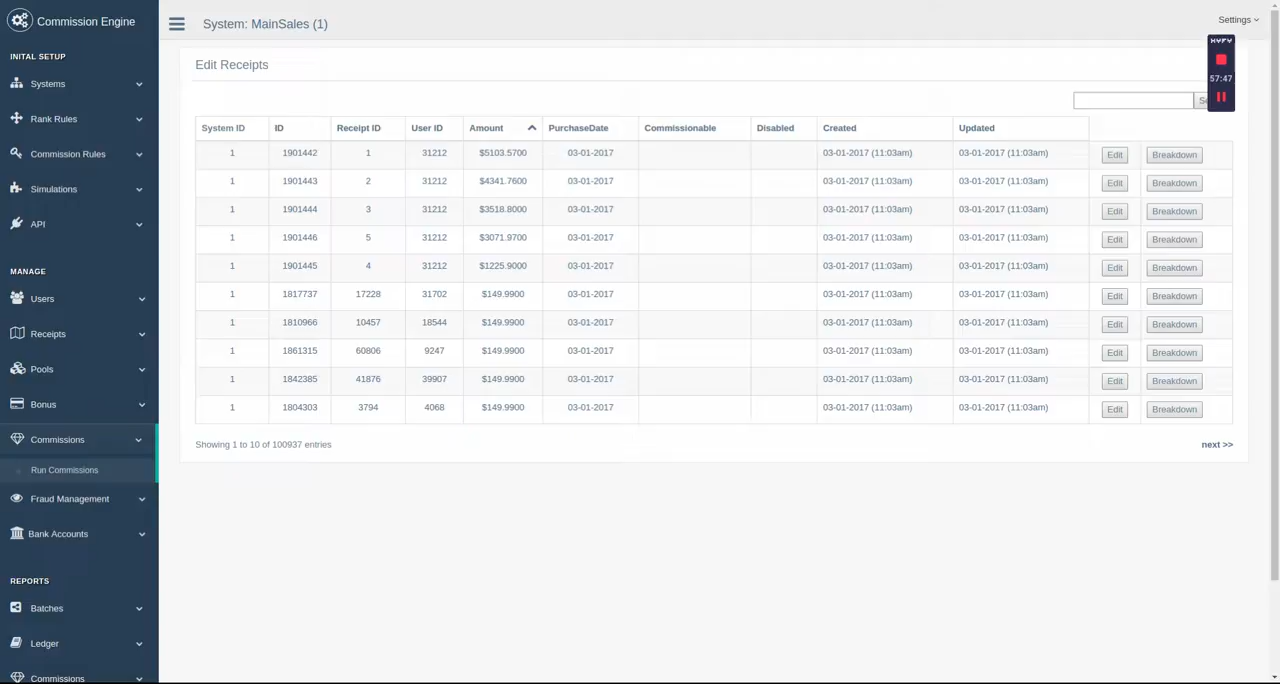 Commission Engine
System: MainSales (1)
Settings
INITAL SETUP
Systems
Rank Rules
Commission Rules
Simulations
API
MANAGE
Users
Receipts
Pools
Bonus
Commissions
Run Commissions
Fraud Management
Bank Accounts
REPORTS
Batches
Ledger
Commissions
Edit Receipts
57:47
System ID ID Receipt ID User ID Amount PurchaseDate Commissionable Disabled Created Updated
1 1901442 1 31212 $5103.5700 03-01-2017 03-01-2017 (11:03am) 03-01-2017 (11:03am) Edit Breakdown
1 1901443 2 31212 $4341.7600 03-01-2017 03-01-2017 (11:03am) 03-01-2017 (11:03am) Edit Breakdown
1 1901444 3 31212 $3518.8000 03-01-2017 03-01-2017 (11:03am) 03-01-2017 (11:03am) Edit Breakdown
1 1901446 5 31212 $3071.9700 03-01-2017 03-01-2017 (11:03am) 03-01-2017 (11:03am) Edit Breakdown
1 1901445 4 31212 $1225.9000 03-01-2017 03-01-2017 (11:03am) 03-01-2017 (11:03am) Edit Breakdown
1 1817737 17228 31702 $149.9900 03-01-2017 03-01-2017 (11:03am) 03-01-2017 (11:03am) Edit Breakdown
1 1810966 10457 18544 $149.9900 03-01-2017 03-01-2017 (11:03am) 03-01-2017 (11:03am) Edit Breakdown
1 1861315 60806 9247 $149.9900 03-01-2017 03-01-2017 (11:03am) 03-01-2017 (11:03am) Edit Breakdown
1 1842385 41876 39907 $149.9900 03-01-2017 03-01-2017 (11:03am) 03-01-2017 (11:03am) Edit Breakdown
1 1804303 3794 4068 $149.9900 03-01-2017 03-01-2017 (11:03am) 03-01-2017 (11:03am) Edit Breakdown
Showing 1 to 10 of 100937 entries
next >>